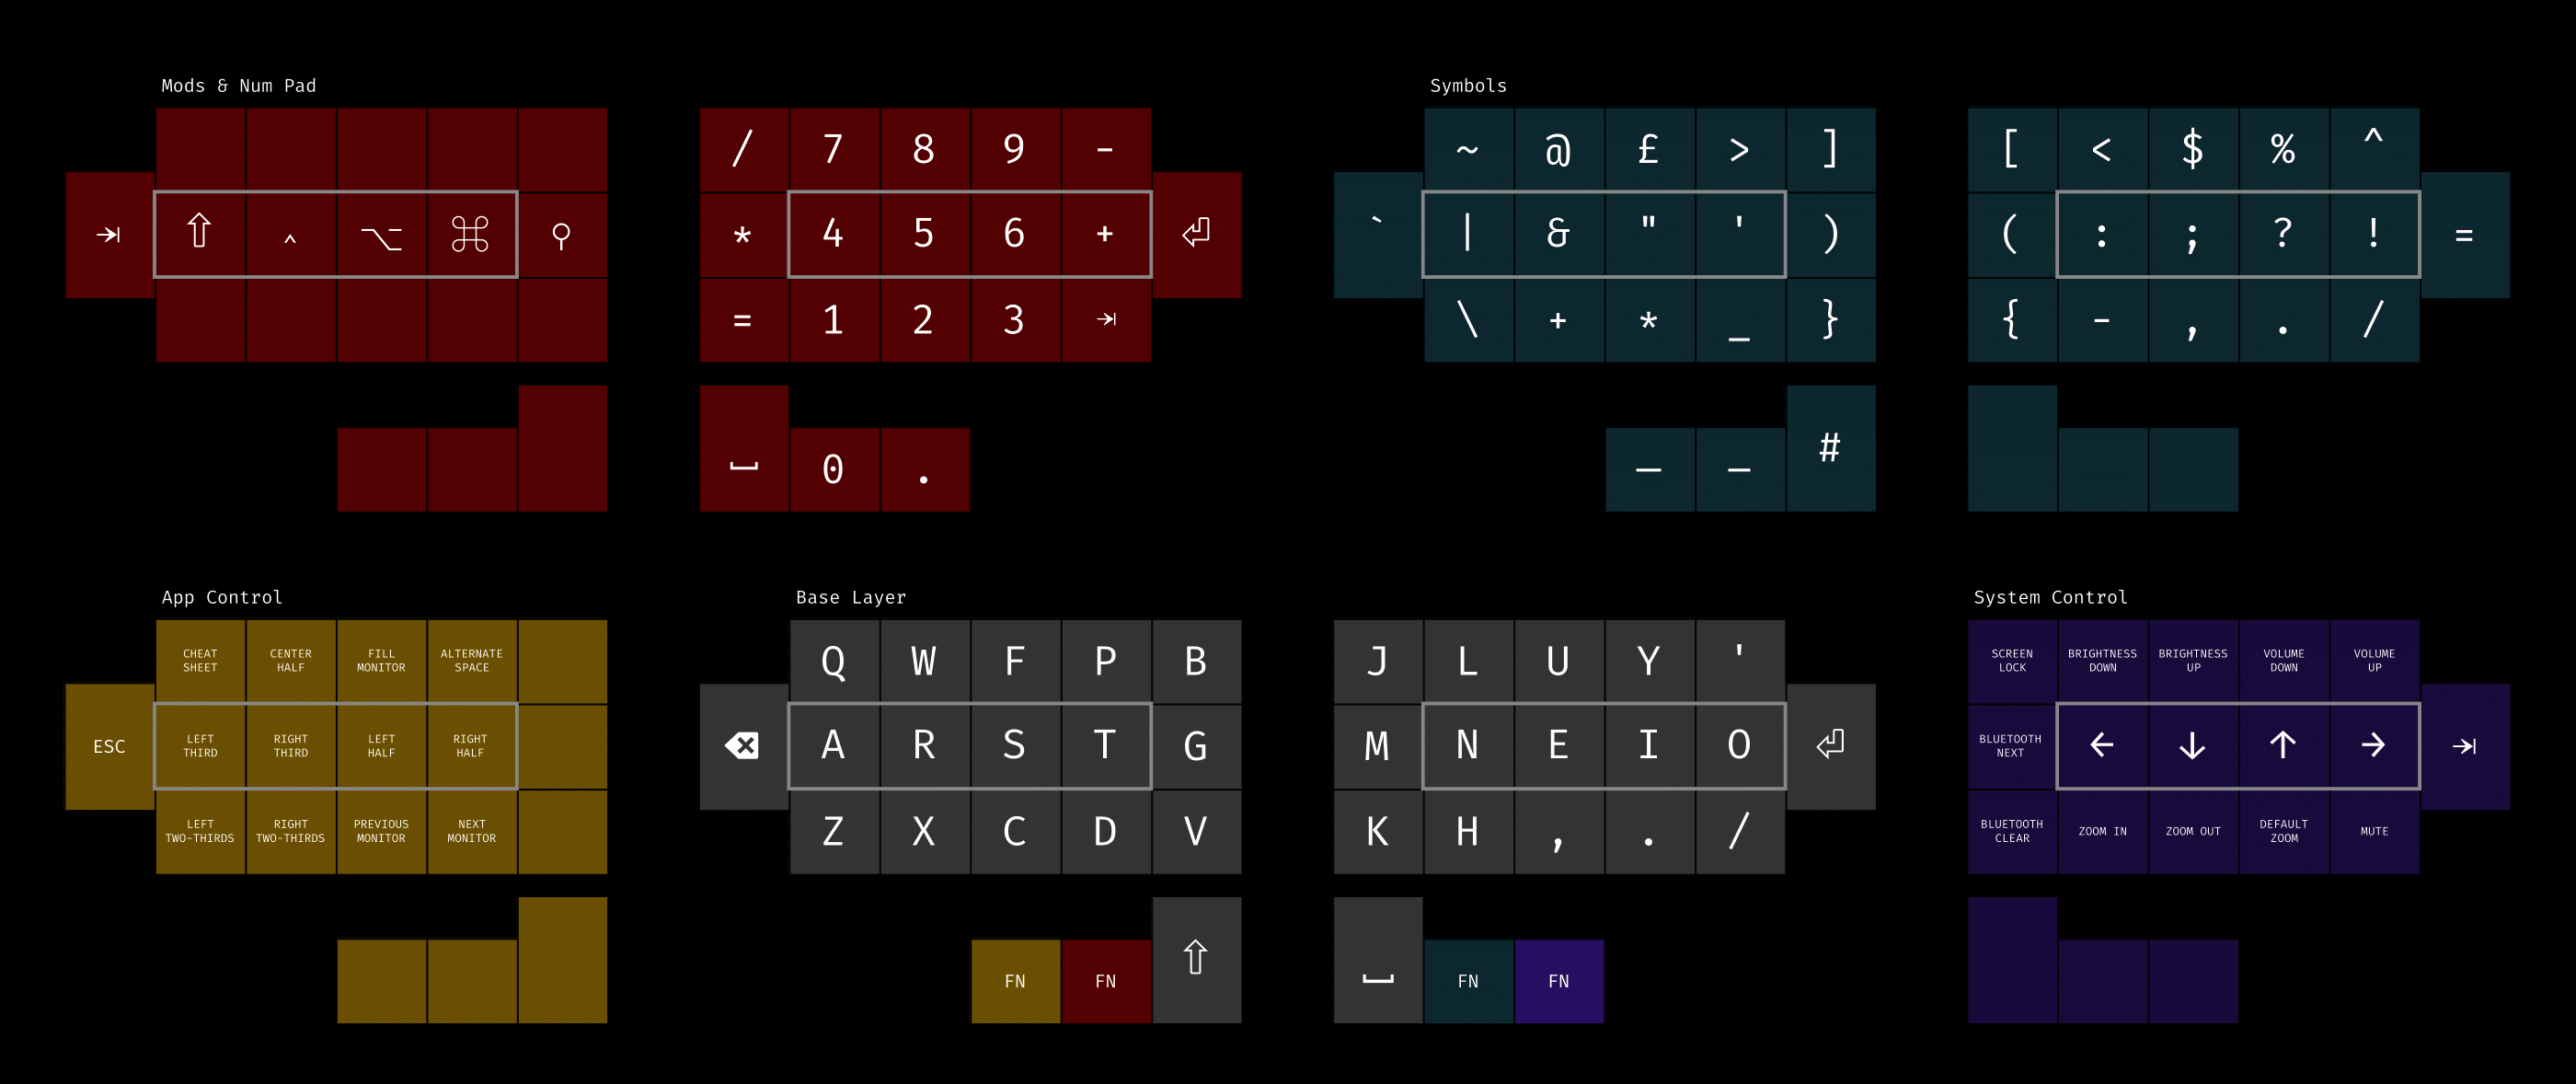 Mods & Num Pad
/ 7 8 9 -
⇥ ⇧ ^ ⌥ ⌘ ⚲ * 4 5 6 + ⏎
= 1 2 3 ⇥
⎵ 0 .
Symbols
~ @ £ > ] [ < $ % ^
` | & " ' ) ( : ; ? ! =
\ + * _ } { - , . /
— – #
App Control
CHEAT SHEET
CENTER HALF
FILL MONITOR
ALTERNATE SPACE
ESC
LEFT THIRD
RIGHT THIRD
LEFT HALF
RIGHT HALF
LEFT TWO-THIRDS
RIGHT TWO-THIRDS
PREVIOUS MONITOR
NEXT MONITOR
Base Layer
Q W F P B J L U Y '
⌫ A R S T G M N E I O ⏎
Z X C D V K H , . /
FN FN ⇧ ⎵ FN FN
System Control
SCREEN LOCK
BRIGHTNESS DOWN
BRIGHTNESS UP
VOLUME DOWN
VOLUME UP
BLUETOOTH NEXT
← ↓ ↑ → ⇥
BLUETOOTH CLEAR
ZOOM IN
ZOOM OUT
DEFAULT ZOOM
MUTE